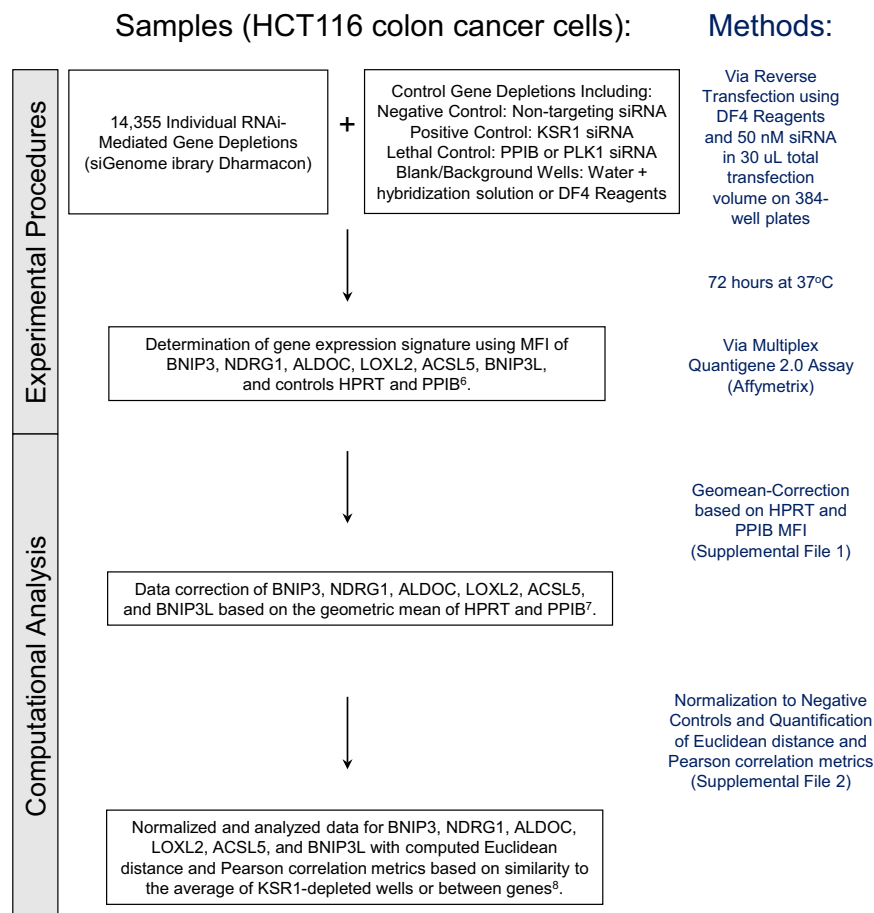 Samples (HCT116 colon cancer cells):
Methods:
Experimental Procedures
14,355 Individual RNAi-
Mediated Gene Depletions
(siGenome ibrary Dharmacon)
+
Control Gene Depletions Including:
Negative Control: Non-targeting siRNA
Positive Control: KSR1 siRNA
Lethal Control: PPIB or PLK1 siRNA
Blank/Background Wells: Water +
hybridization solution or DF4 Reagents
Via Reverse
Transfection using
DF4 Reagents
and 50 nM siRNA
in 30 uL total
transfection
volume on 384-
well plates
72 hours at 37ºC
Determination of gene expression signature using MFI of
BNIP3, NDRG1, ALDOC, LOXL2, ACSL5, BNIP3L,
and controls HPRT and PPIB⁶.
Via Multiplex
Quantigene 2.0 Assay
(Affymetrix)
Computational Analysis
Geomean-Correction
based on HPRT and
PPIB MFI
(Supplemental File 1)
Data correction of BNIP3, NDRG1, ALDOC, LOXL2, ACSL5,
and BNIP3L based on the geometric mean of HPRT and PPIB⁷.
Normalization to Negative
Controls and Quantification
of Euclidean distance and
Pearson correlation metrics
(Supplemental File 2)
Normalized and analyzed data for BNIP3, NDRG1, ALDOC,
LOXL2, ACSL5, and BNIP3L with computed Euclidean
distance and Pearson correlation metrics based on similarity to
the average of KSR1-depleted wells or between genes⁸.